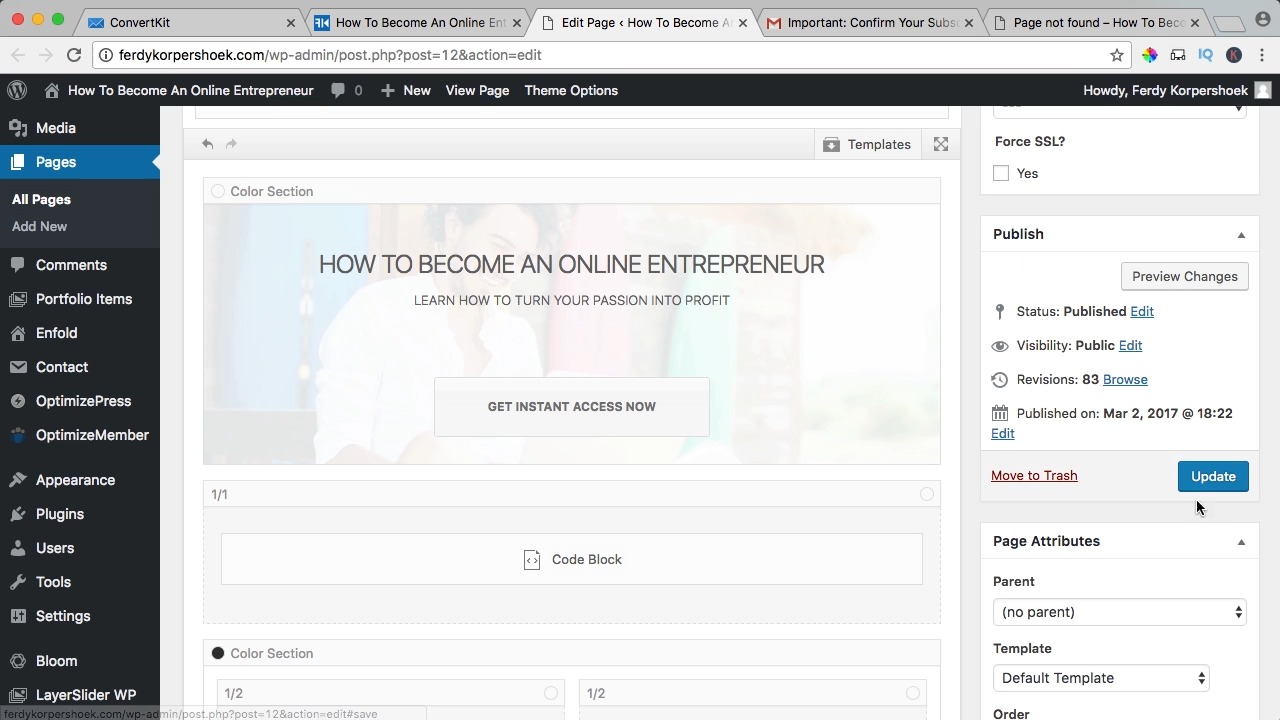 ConvertKit
How To Become An Online Ent
Edit Page ‹ How To Become A
Important: Confirm Your Subs
Page not found – How To Beco
ferdykorpershoek.com/wp-admin/post.php?post=12&action=edit
How To Become An Online Entrepreneur
0
New
View Page
Theme Options
Howdy, Ferdy Korpershoek
Media
Pages
All Pages
Add New
Comments
Portfolio Items
Enfold
Contact
OptimizePress
OptimizeMember
Appearance
Plugins
Users
Tools
Settings
Bloom
LayerSlider WP
ferdykorpershoek.com/wp-admin/post.php?post=12&action=edit#save
Templates
Color Section
HOW TO BECOME AN ONLINE ENTREPRENEUR
LEARN HOW TO TURN YOUR PASSION INTO PROFIT
GET INSTANT ACCESS NOW
1/1
Code Block
Color Section
1/2
1/2
Force SSL?
Yes
Publish
Preview Changes
Status: Published Edit
Visibility: Public Edit
Revisions: 83 Browse
Published on: Mar 2, 2017 @ 18:22
Edit
Move to Trash
Update
Page Attributes
Parent
(no parent)
Template
Default Template
Order